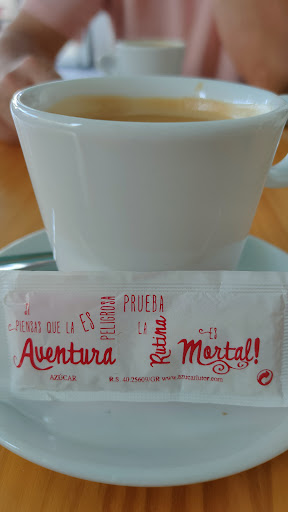 Si
PIENSAS QUE LA
Aventura
ES
PELIGROSA
PRUEBA
LA
Rutina
ES
Mortal!
AZÚCAR